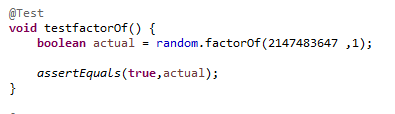 @Test
void testfactorOf() {
    boolean actual = random.factorOf(2147483647 ,1);

    assertEquals(true,actual);
}